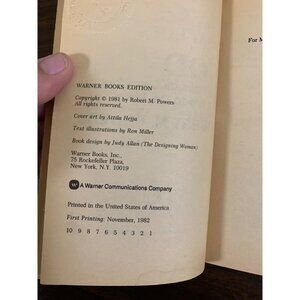 WARNER BOOKS EDITION
Copyright © 1981 by Robert M. Powers
All rights reserved.
Cover art by Attila Hejja
Text illustrations by Ron Miller
Book design by Judy Allan (The Designing Woman)
Warner Books, Inc.,
75 Rockefeller Plaza,
New York, N.Y. 10019
A Warner Communications Company
Printed in the United States of America
First Printing: November, 1982
10 9 8 7 6 5 4 3 2 1
For M